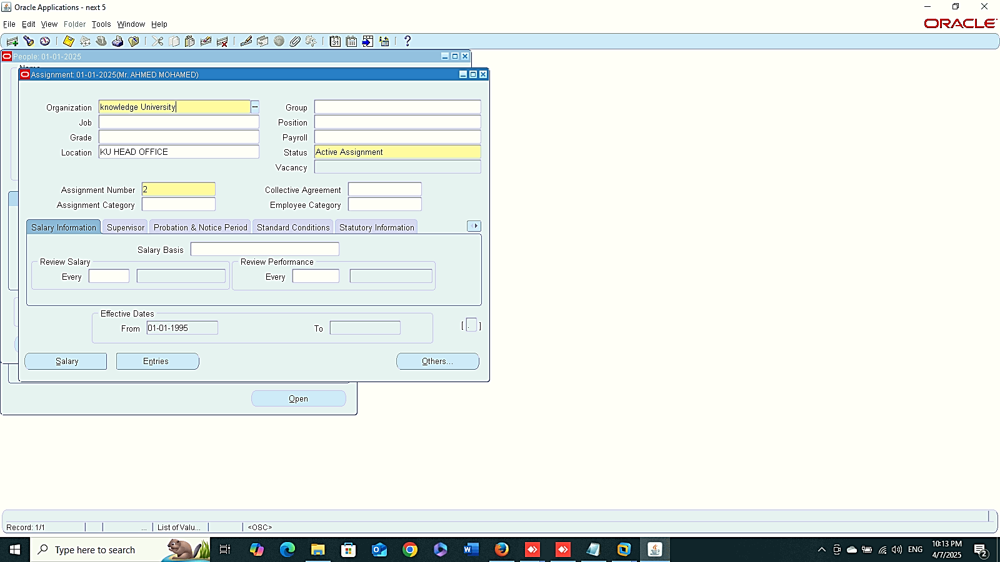 Oracle Applications - next 5
File Edit View Folder Tools Window Help
ORACLE
People: 01-01-2025
Assignment: 01-01-2025(Mr. AHMED MOHAMED)
Organization knowledge University ... Group
Job Position
Grade Payroll
Location KU HEAD OFFICE Status Active Assignment
Vacancy
Assignment Number 2 Collective Agreement
Assignment Category Employee Category
Salary Information Supervisor Probation & Notice Period Standard Conditions Statutory Information
Salary Basis
Review Salary Review Performance
Every Every
Effective Dates
From 01-01-1995 To [ . ]
Salary Entries Others...
Open
Record: 1/1 ... List of Valu... <OSC>
Type here to search ENG 10:13 PM
4/7/2025 2